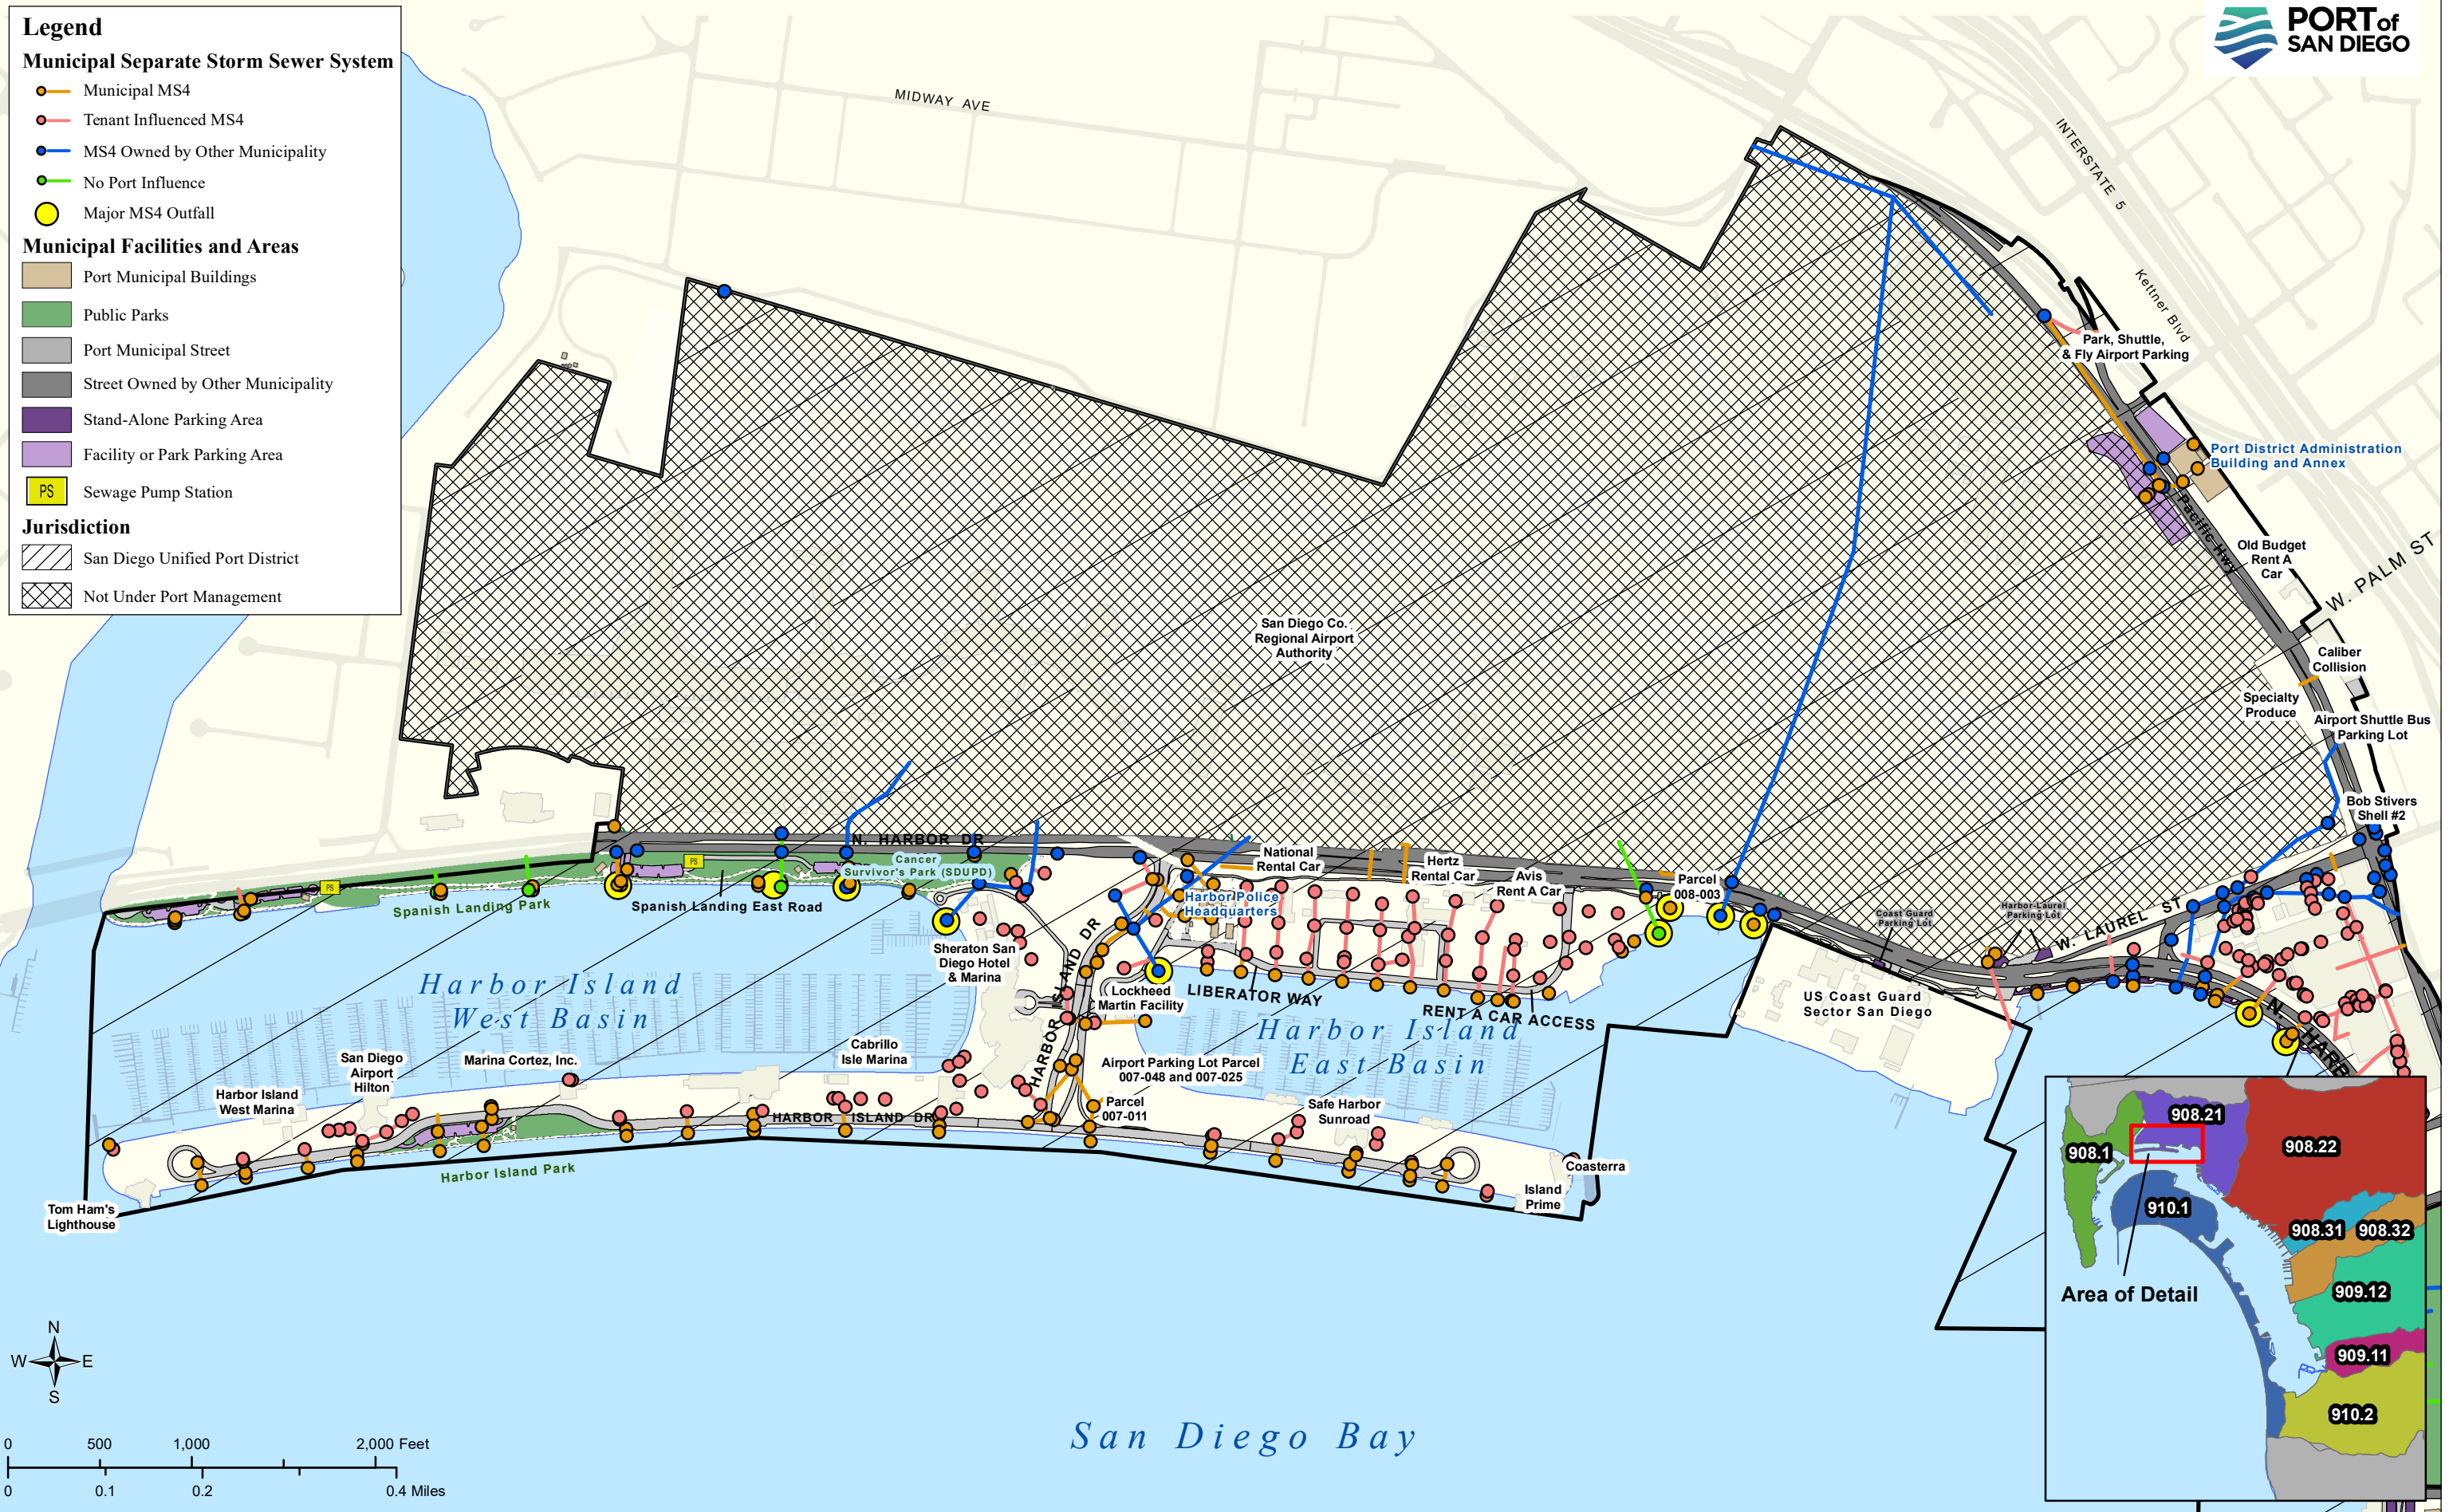 Legend
Municipal Separate Storm Sewer System
Municipal MS4
Tenant Influenced MS4
MS4 Owned by Other Municipality
No Port Influence
Major MS4 Outfall
Municipal Facilities and Areas
Port Municipal Buildings
Public Parks
Port Municipal Street
Street Owned by Other Municipality
Stand-Alone Parking Area
Facility or Park Parking Area
PS
Sewage Pump Station
Jurisdiction
San Diego Unified Port District
Not Under Port Management
PORT of
SAN DIEGO
MIDWAY AVE
INTERSTATE 5
Kettner Blvd
Park, Shuttle,
& Fly Airport Parking
Port District Administration
Building and Annex
Pacific Hwy
Old Budget
Rent A
Car
W. PALM ST
San Diego Co.
Regional Airport
Authority
Caliber
Collision
Specialty
Produce
Airport Shuttle Bus
Parking Lot
Bob Stivers
Shell #2
N. HARBOR DR
Cancer
Survivor's Park (SDUPD)
PS
PS
Spanish Landing Park
Spanish Landing East Road
National
Rental Car
Hertz
Rental Car
Avis
Rent A Car
Parcel
008-003
Harbor Police
Headquarters
Coast Guard
Parking Lot
Harbor-Laurel
Parking Lot
W. LAUREL ST
Sheraton San
Diego Hotel
& Marina
HARBOR ISLAND DR
Lockheed
Martin Facility
LIBERATOR WAY
RENT A CAR ACCESS
US Coast Guard
Sector San Diego
N. HARB
Harbor Island
West Basin
Harbor Island
East Basin
Harbor Island
West Marina
San Diego
Airport
Hilton
Marina Cortez, Inc.
Cabrillo
Isle Marina
Airport Parking Lot Parcel
007-048 and 007-025
Parcel
007-011
Safe Harbor
Sunroad
HARBOR ISLAND DR
Harbor Island Park
Tom Ham's
Lighthouse
Coasterra
Island
Prime
San Diego Bay
908.21
908.1
908.22
910.1
908.31
908.32
909.12
909.11
910.2
Area of Detail
N
W
E
S
0
500
1,000
2,000 Feet
0
0.1
0.2
0.4 Miles